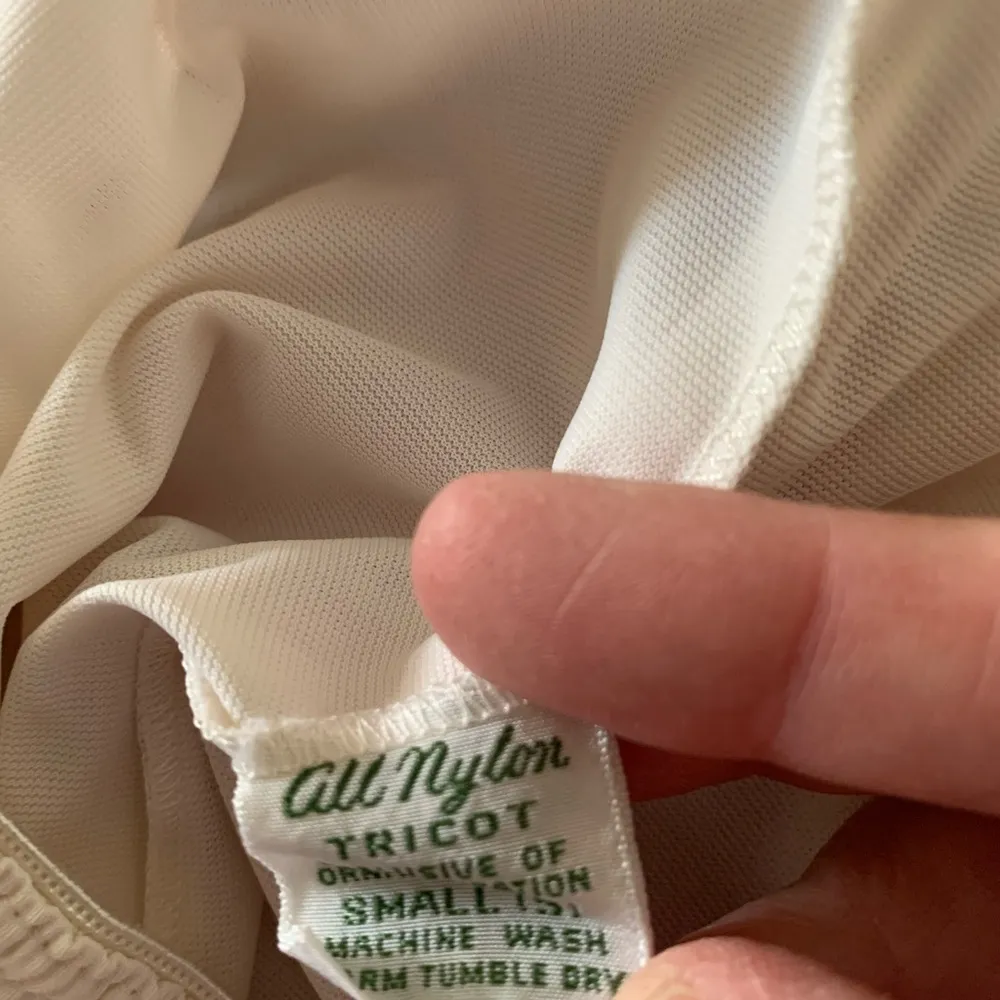 All Nylon
TRICOT
OF
SMALL (S)
MACHINE WASH
TUMBLE DRY